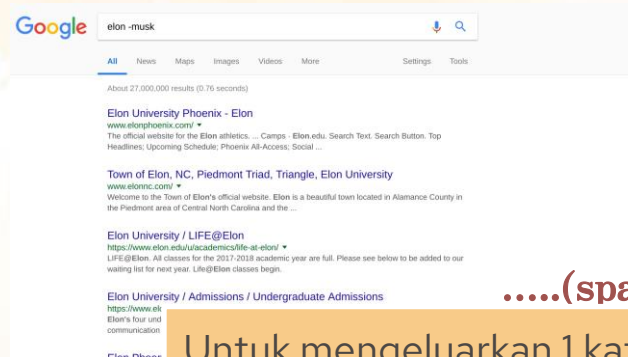 Google elon -musk
All News Maps Images Videos More Settings Tools
About 27,000,000 results (0.76 seconds)
Elon University Phoenix - Elon
www.elonphoenix.com/
The official website for the Elon athletics. ... Camps · Elon.edu. Search Text. Search Button. Top
Headlines; Upcoming Schedule; Phoenix All-Access; Social ...
Town of Elon, NC, Piedmont Triad, Triangle, Elon University
www.elonnc.com/
Welcome to the Town of Elon's official website. Elon is a beautiful town located in Alamance County in
the Piedmont area of Central North Carolina and the ...
Elon University / LIFE@Elon
https://www.elon.edu/u/academics/life-at-elon/
LIFE@Elon. All classes for the 2017-2018 academic year are full. Please see below to be added to our
waiting list for next year. Life@Elon classes begin.
Elon University / Admissions / Undergraduate Admissions
.....(spa
https://www.el
Elon's four und
communication
Untuk mengeluarkan 1 kat
Elon